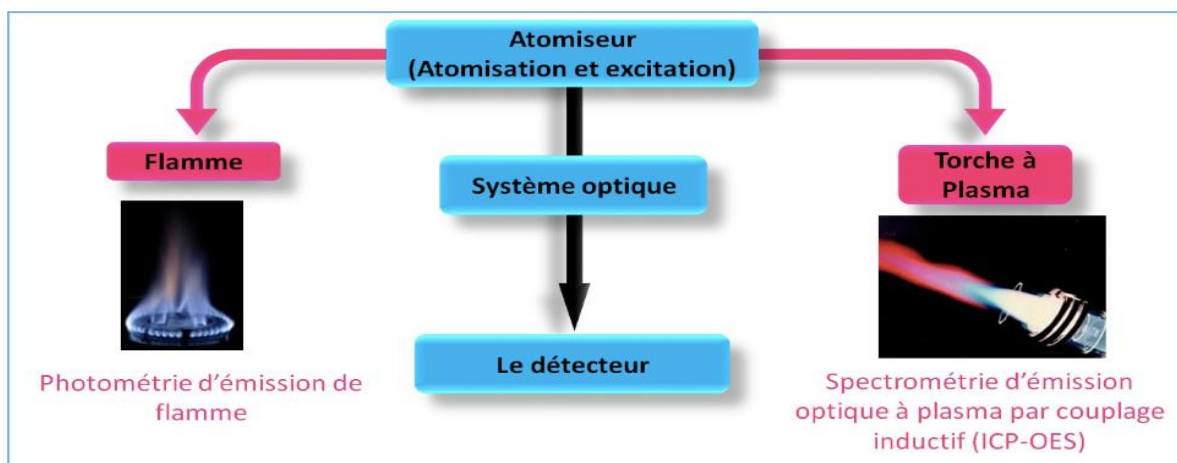 Atomiseur
(Atomisation et excitation)
Flamme
Système optique
Torche à
Plasma
Le détecteur
Photométrie d'émission de
flamme
Spectrométrie d'émission
optique à plasma par couplage
inductif (ICP-OES)